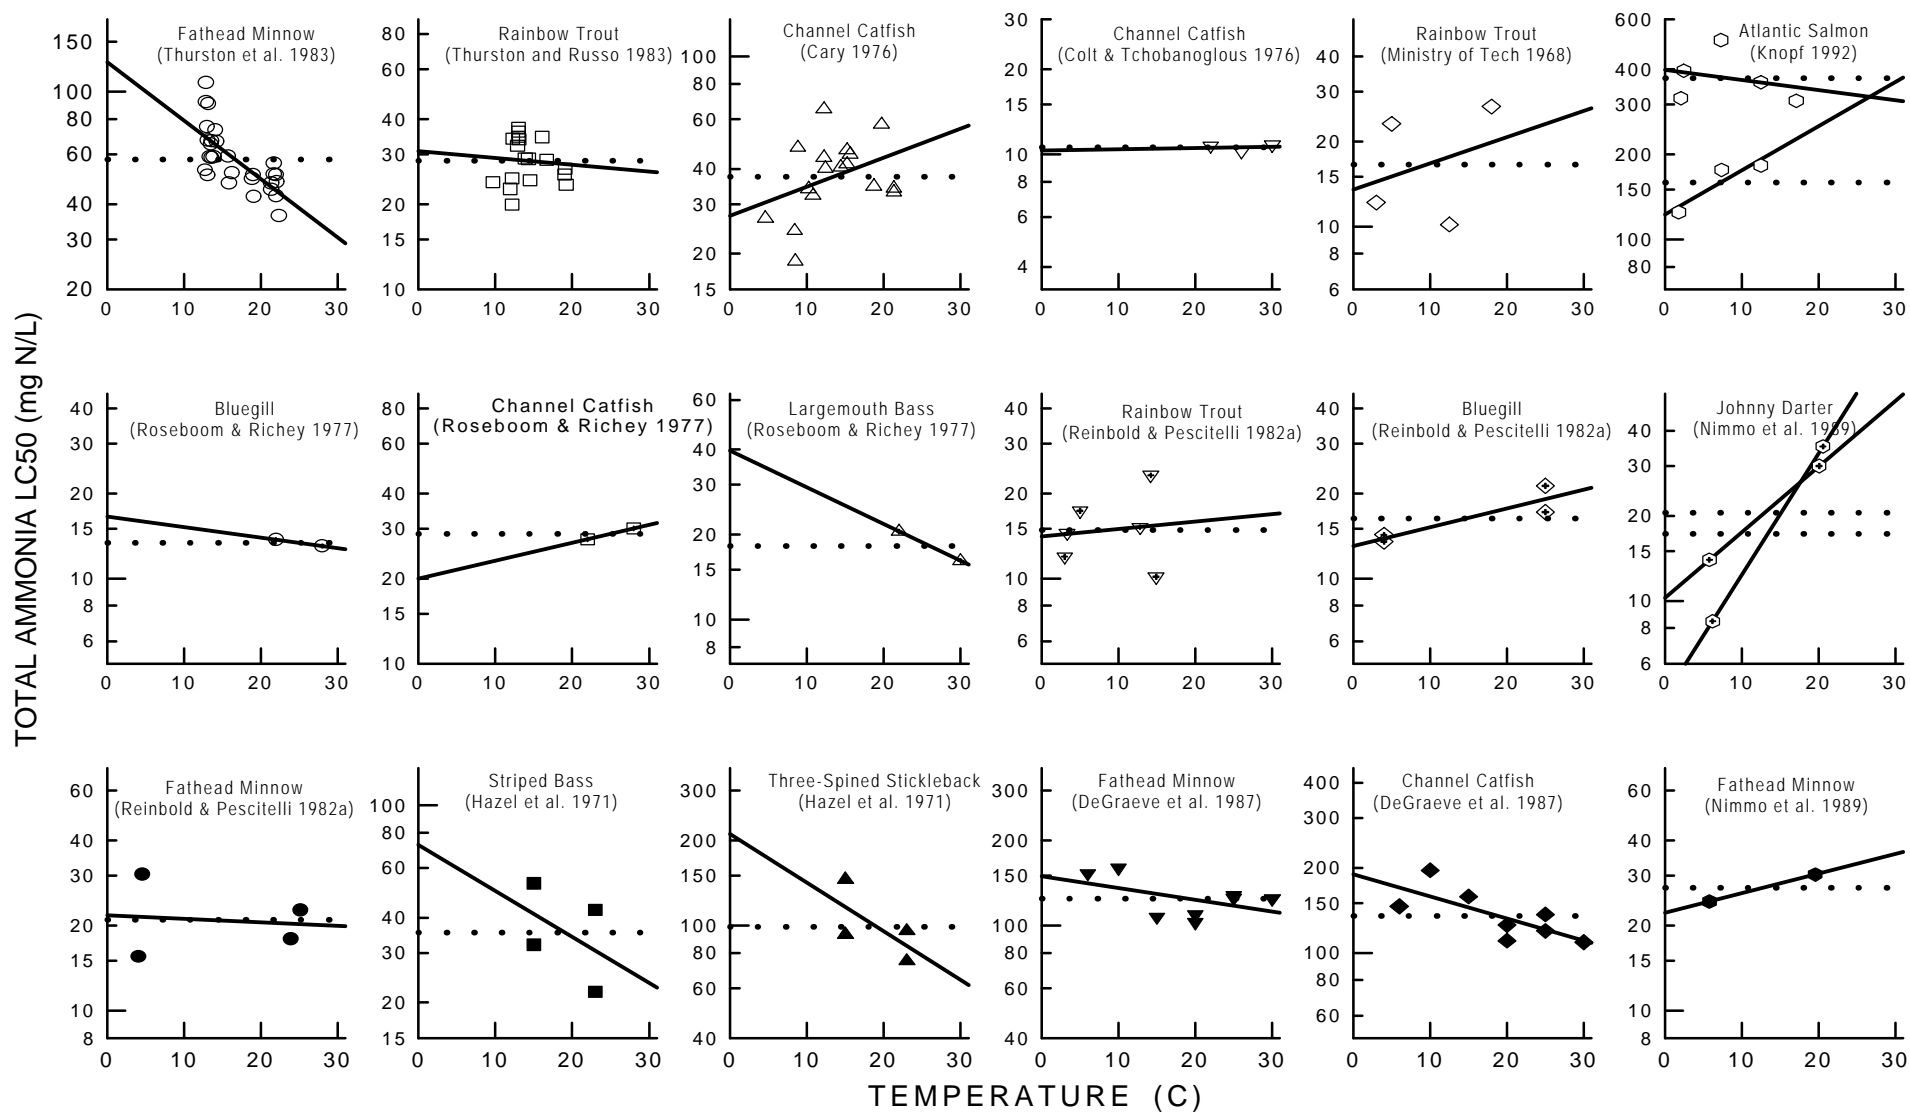 TOTAL AMMONIA LC50 (mg N/L)
Fathead Minnow
(Thurston et al. 1983)
150
100
80
60
40
30
20
0 10 20 30
Rainbow Trout
(Thurston and Russo 1983)
80
60
40
30
20
15
10
0 10 20 30
Channel Catfish
(Cary 1976)
100
80
60
40
30
20
15
0 10 20 30
Channel Catfish
(Colt & Tchobanoglous 1976)
30
20
15
10
8
6
4
0 10 20 30
Rainbow Trout
(Ministry of Tech 1968)
40
30
20
15
10
8
6
0 10 20 30
Atlantic Salmon
(Knopf 1992)
600
400
300
200
150
100
80
0 10 20 30
Bluegill
(Roseboom & Richey 1977)
40
30
20
15
10
8
6
0 10 20 30
Channel Catfish
(Roseboom & Richey 1977)
80
60
40
30
20
15
10
0 10 20 30
Largemouth Bass
(Roseboom & Richey 1977)
60
40
30
20
15
10
8
0 10 20 30
Rainbow Trout
(Reinbold & Pescitelli 1982a)
40
30
20
15
10
8
6
0 10 20 30
Bluegill
(Reinbold & Pescitelli 1982a)
40
30
20
15
10
8
6
0 10 20 30
Johnny Darter
(Nimmo et al. 1989)
40
30
20
15
10
8
6
0 10 20 30
Fathead Minnow
(Reinbold & Pescitelli 1982a)
60
40
30
20
15
10
8
0 10 20 30
Striped Bass
(Hazel et al. 1971)
100
80
60
40
30
20
15
0 10 20 30
Three-Spined Stickleback
(Hazel et al. 1971)
300
200
150
100
80
60
40
0 10 20 30
Fathead Minnow
(DeGraeve et al. 1987)
300
200
150
100
80
60
40
0 10 20 30
Channel Catfish
(DeGraeve et al. 1987)
400
300
200
150
100
80
60
0 10 20 30
Fathead Minnow
(Nimmo et al. 1989)
60
40
30
20
15
10
8
0 10 20 30
TEMPERATURE (C)